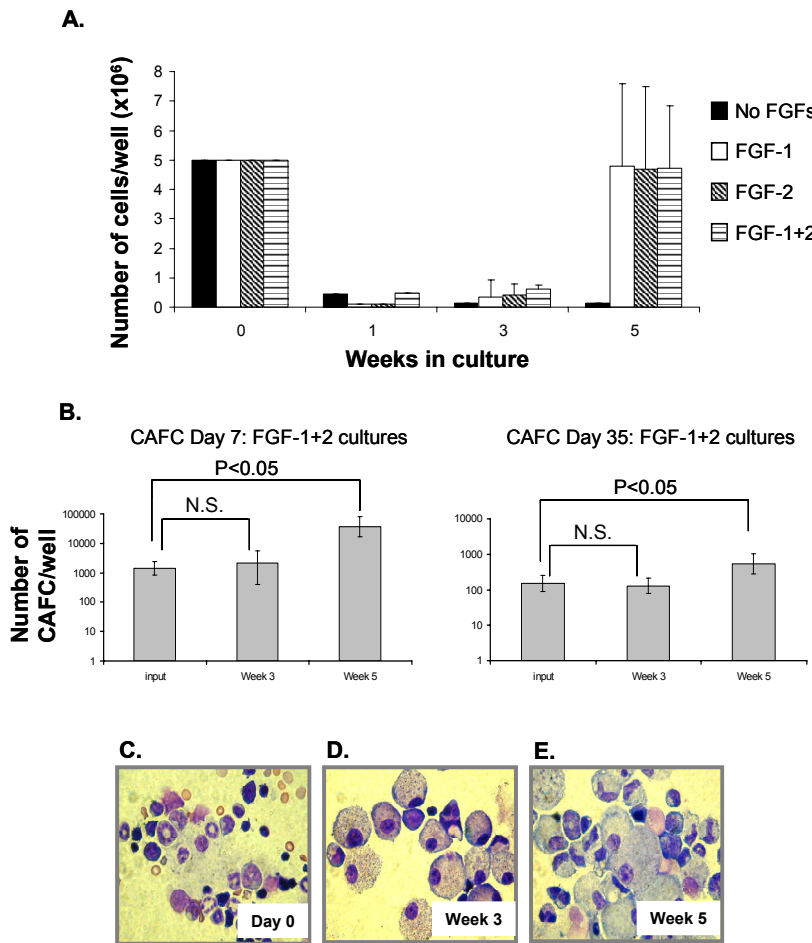 A.
Number of cells/well (x10⁶)
8
7
6
5
4
3
2
1
0
0 1 3 5
Weeks in culture
No FGFs
FGF-1
FGF-2
FGF-1+2
B.
CAFC Day 7: FGF-1+2 cultures
P<0.05
N.S.
Number of
CAFC/well
100000
10000
1000
100
10
1
input Week 3 Week 5
CAFC Day 35: FGF-1+2 cultures
P<0.05
N.S.
10000
1000
100
10
1
input Week 3 Week 5
C.
Day 0
D.
Week 3
E.
Week 5